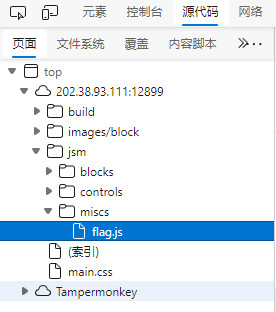 元素 控制台 源代码 网络
页面 文件系统 覆盖 内容脚本
top
202.38.93.111:12899
build
images/block
jsm
blocks
controls
miscs
flag.js
(索引)
main.css
Tampermonkey